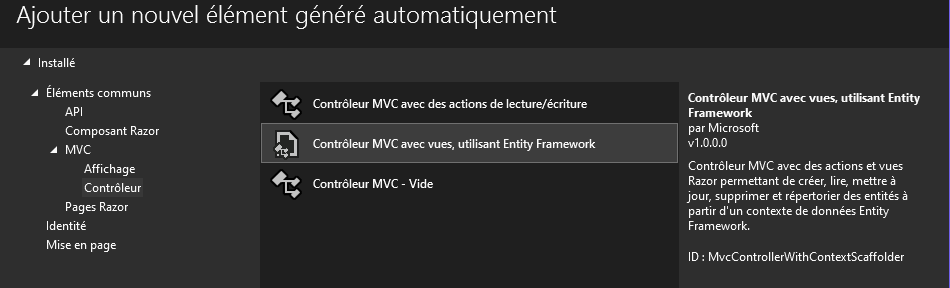 Ajouter un nouvel élément généré automatiquement
Installé
Éléments communs
API
Composant Razor
MVC
Affichage
Contrôleur
Pages Razor
Identité
Mise en page
Contrôleur MVC avec des actions de lecture/écriture
Contrôleur MVC avec vues, utilisant Entity Framework
Contrôleur MVC - Vide
Contrôleur MVC avec vues, utilisant Entity
Framework
par Microsoft
v1.0.0.0
Contrôleur MVC avec des actions et vues
Razor permettant de créer, lire, mettre à
jour, supprimer et répertorier des entités à
partir d'un contexte de données Entity
Framework.
ID : MvcControllerWithContextScaffolder